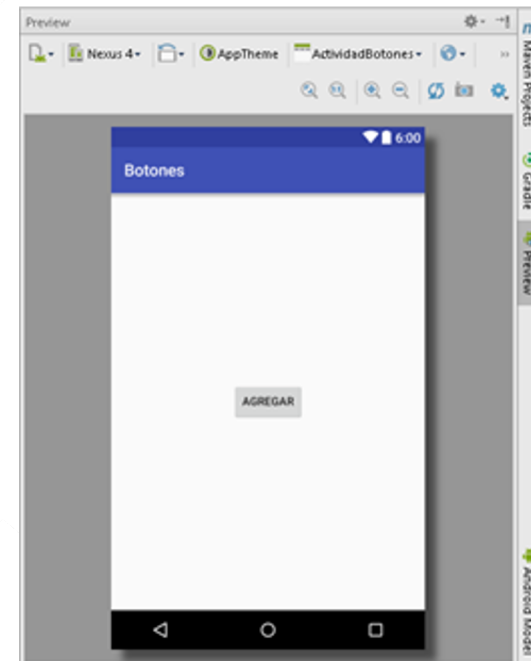 Preview
Nexus 4 AppTheme ActividadBotones
6:00
Botones
AGREGAR
Maven Projects
Gradle
Preview
Android Model